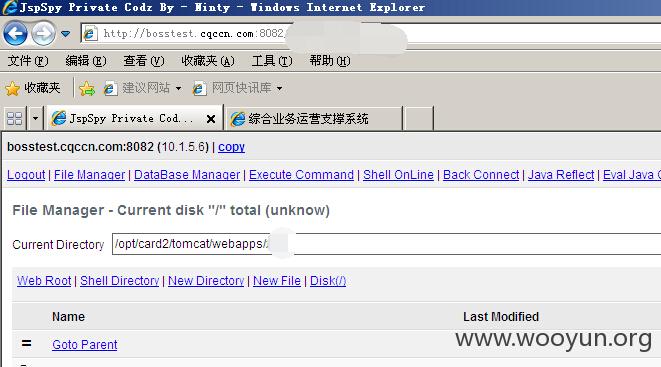 JspSpy Private Codz By - Ninty - Windows Internet Explorer
http://bosstest.cqccn.com:8082
文件(F) 编辑(E) 查看(V) 收藏夹(A) 工具(T) 帮助(H)
收藏夹 建议网站 网页快讯库
JspSpy Private Cod... 综合业务运营支撑系统
bosstest.cqccn.com:8082 (10.1.5.6) | copy
Logout | File Manager | DataBase Manager | Execute Command | Shell OnLine | Back Connect | Java Reflect | Eval Java
File Manager - Current disk "/" total (unknow)
Current Directory /opt/card2/tomcat/webapps/
Web Root | Shell Directory | New Directory | New File | Disk(/)
Name Last Modified
= Goto Parent
www.wooyun.org